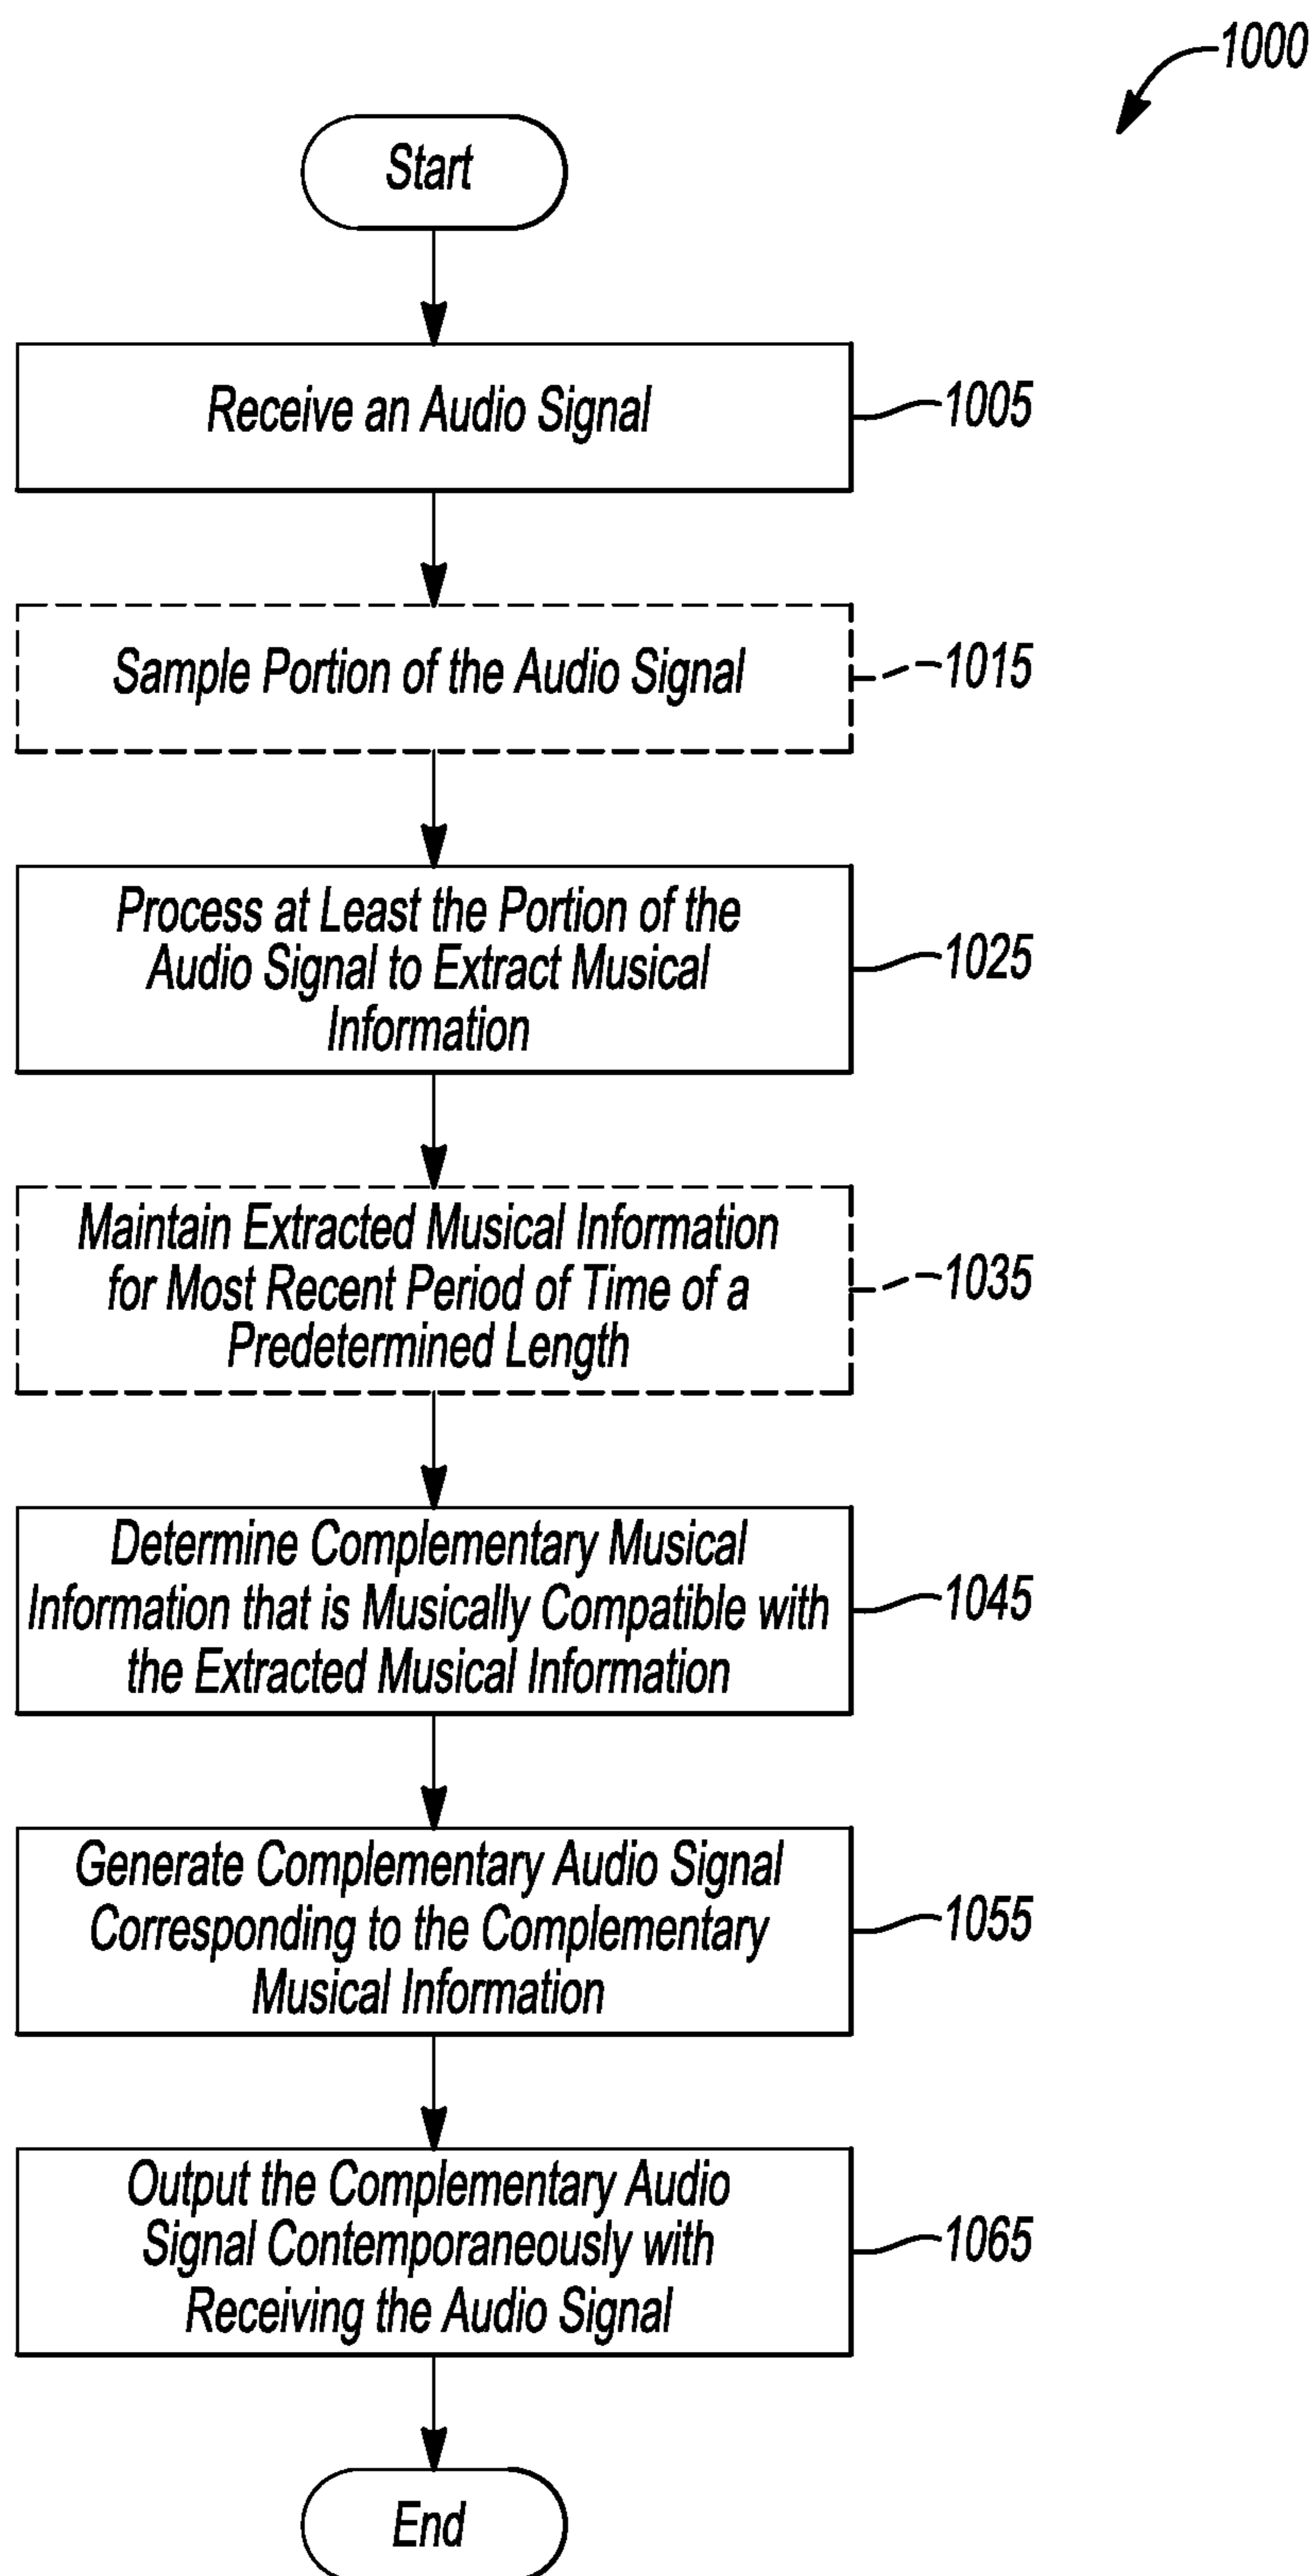 1000
Start
Receive an Audio Signal
1005
Sample Portion of the Audio Signal
1015
Process at Least the Portion of the
Audio Signal to Extract Musical
Information
1025
Maintain Extracted Musical Information
for Most Recent Period of Time of a
Predetermined Length
1035
Determine Complementary Musical
Information that is Musically Compatible with
the Extracted Musical Information
1045
Generate Complementary Audio Signal
Corresponding to the Complementary
Musical Information
1055
Output the Complementary Audio
Signal Contemporaneously with
Receiving the Audio Signal
1065
End